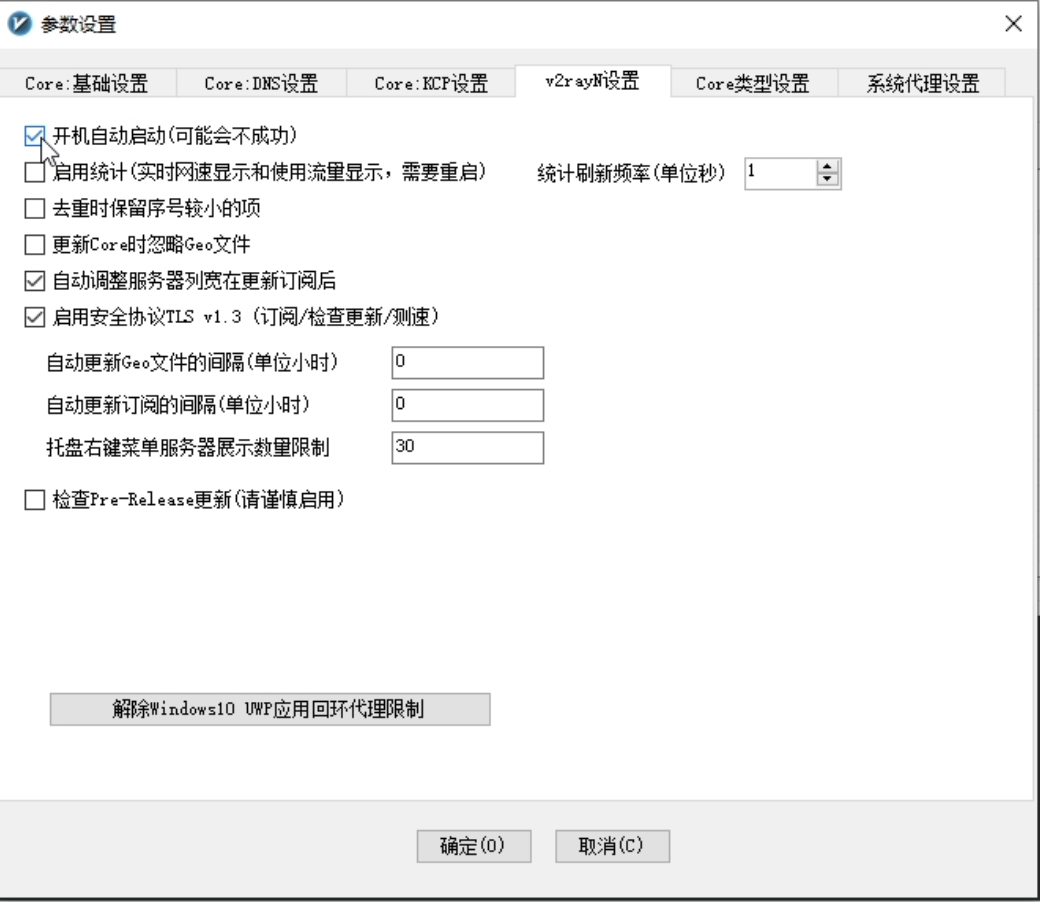 参数设置
Core:基础设置 Core:DNS设置 Core:KCP设置 v2rayN设置 Core类型设置 系统代理设置
开机自动启动(可能会不成功)
启用统计(实时网速显示和使用流量显示，需要重启) 统计刷新频率(单位秒) 1
去重时保留序号较小的项
更新Core时忽略Geo文件
自动调整服务器列宽在更新订阅后
启用安全协议TLS v1.3 (订阅/检查更新/测速)
自动更新Geo文件的间隔(单位小时) 0
自动更新订阅的间隔(单位小时) 0
托盘右键菜单服务器展示数量限制 30
检查Pre-Release更新(请谨慎启用)
解除Windows10 UWP应用回环代理限制
确定(O) 取消(C)